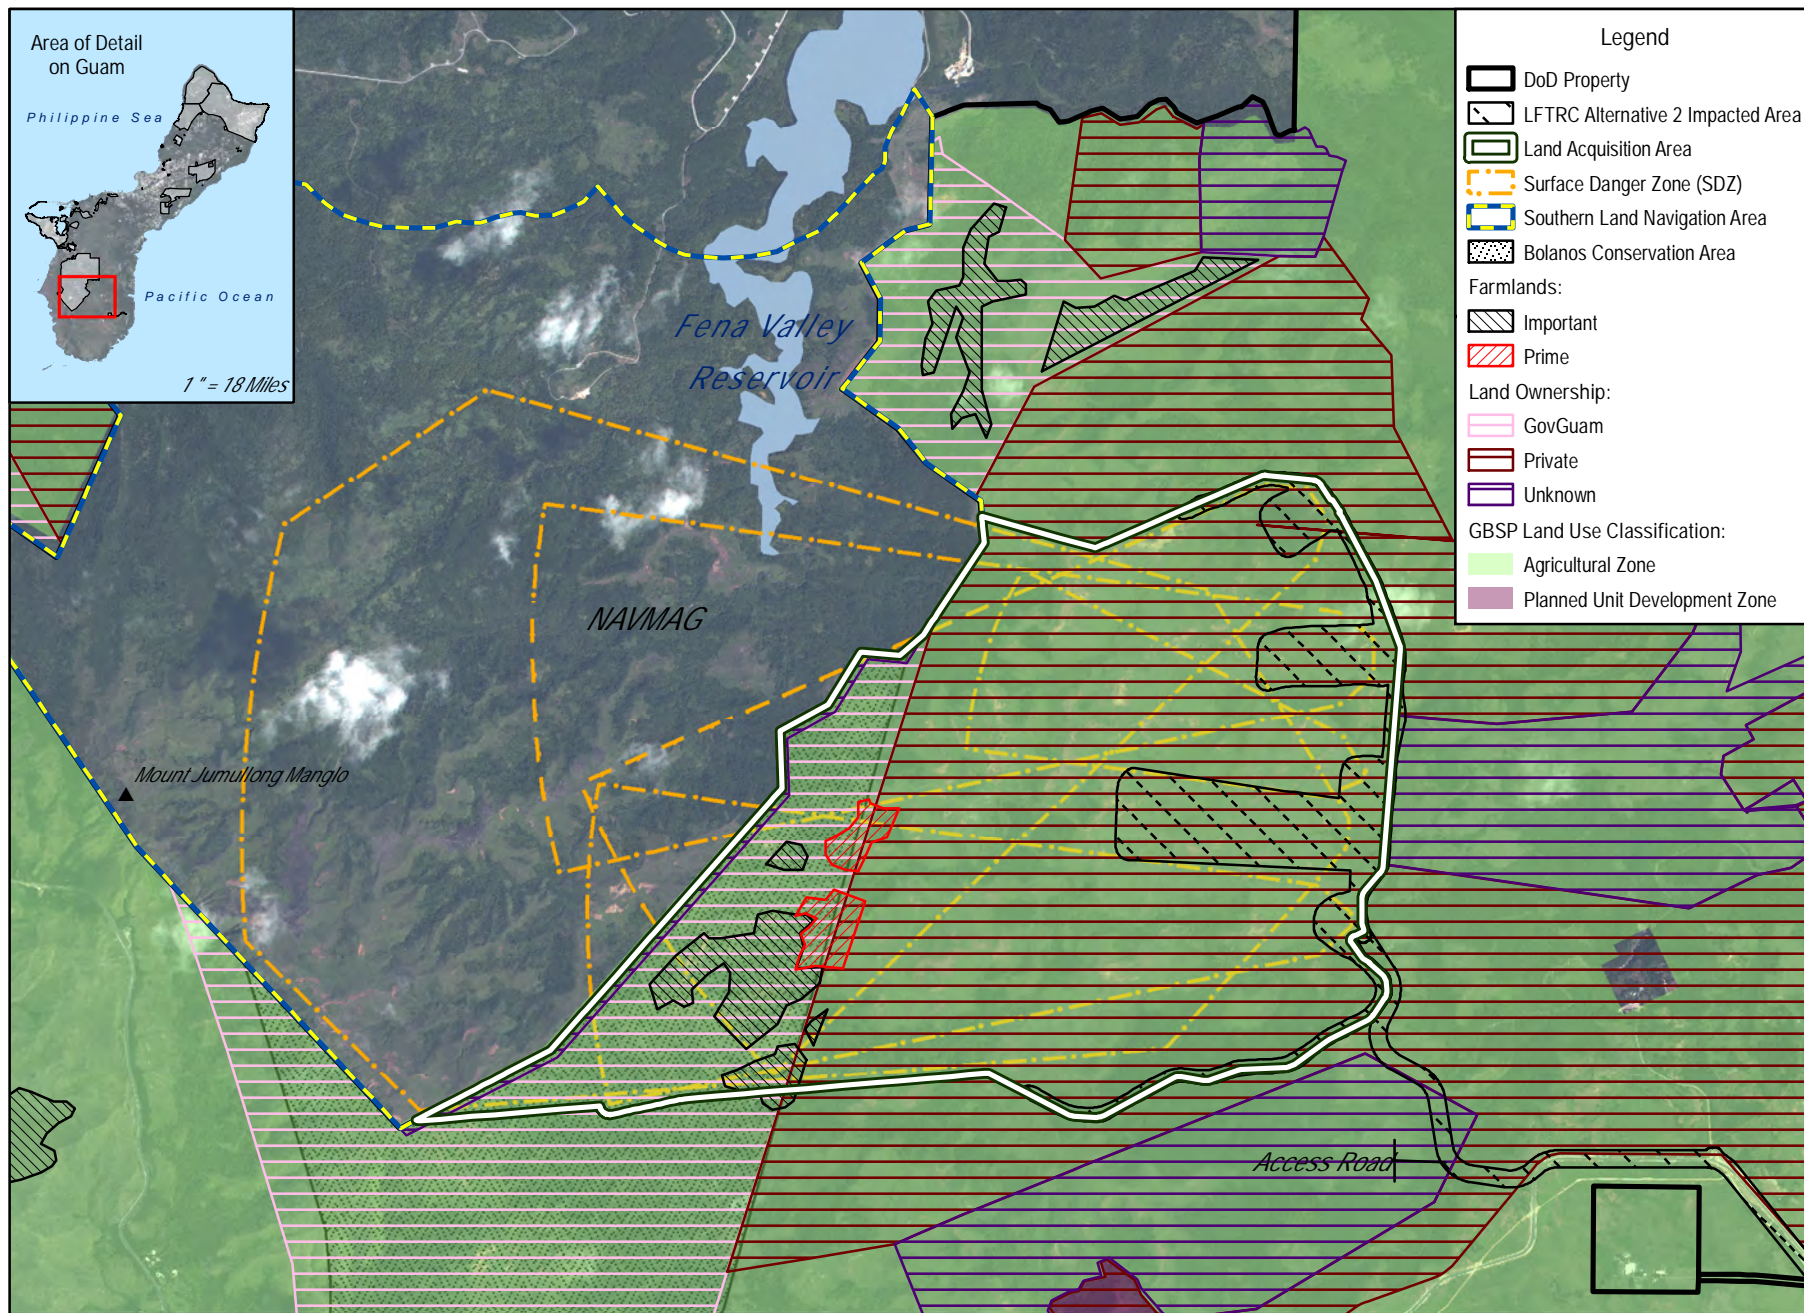 Area of Detail
on Guam
Philippine Sea
Pacific Ocean
1 " = 18 Miles
Fena Valley
Reservoir
NAVMAG
Mount Jumullong Manglo
Access Road
Legend
DoD Property
LFTRC Alternative 2 Impacted Area
Land Acquisition Area
Surface Danger Zone (SDZ)
Southern Land Navigation Area
Bolanos Conservation Area
Farmlands:
Important
Prime
Land Ownership:
GovGuam
Private
Unknown
GBSP Land Use Classification:
Agricultural Zone
Planned Unit Development Zone